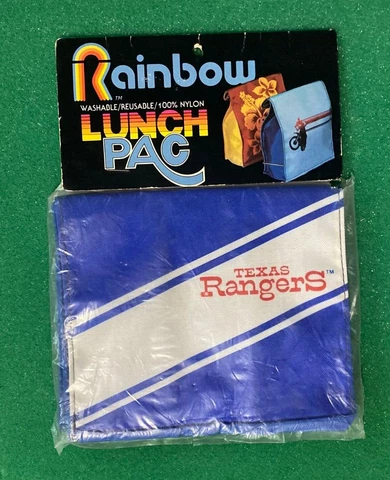 Rainbow
TM
WASHABLE/REUSABLE/100% NYLON
LUNCH
PAC
TEXAS TM
RangerS